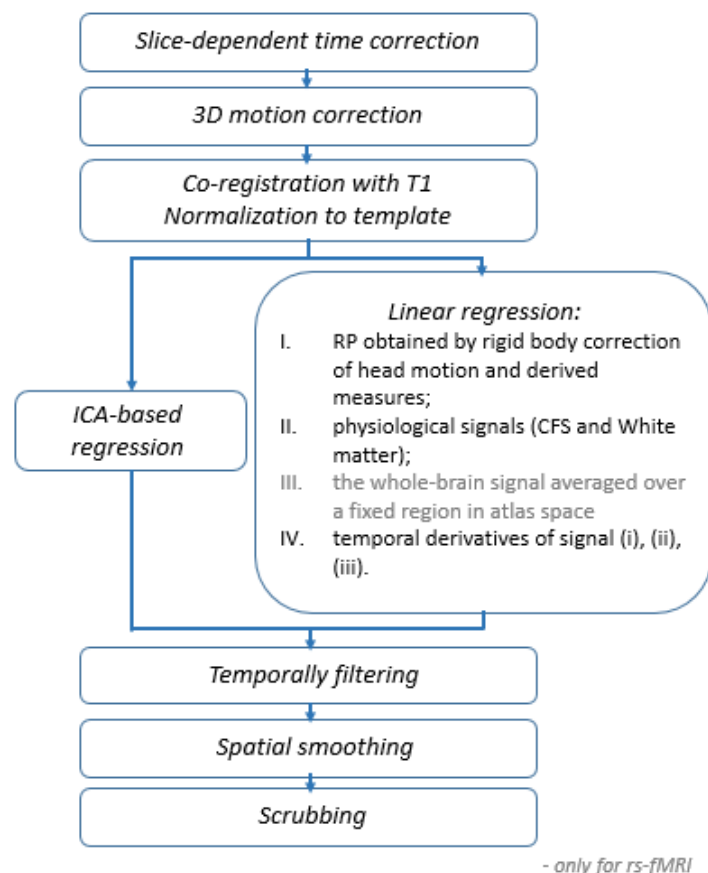 Slice-dependent time correction
3D motion correction
Co-registration with T1
Normalization to template
Linear regression:
I. RP obtained by rigid body correction
of head motion and derived
measures;
II. physiological signals (CFS and White
matter);
III. the whole-brain signal averaged over
a fixed region in atlas space
IV. temporal derivatives of signal (i), (ii),
(iii).
ICA-based
regression
Temporally filtering
Spatial smoothing
Scrubbing
- only for rs-fMRI